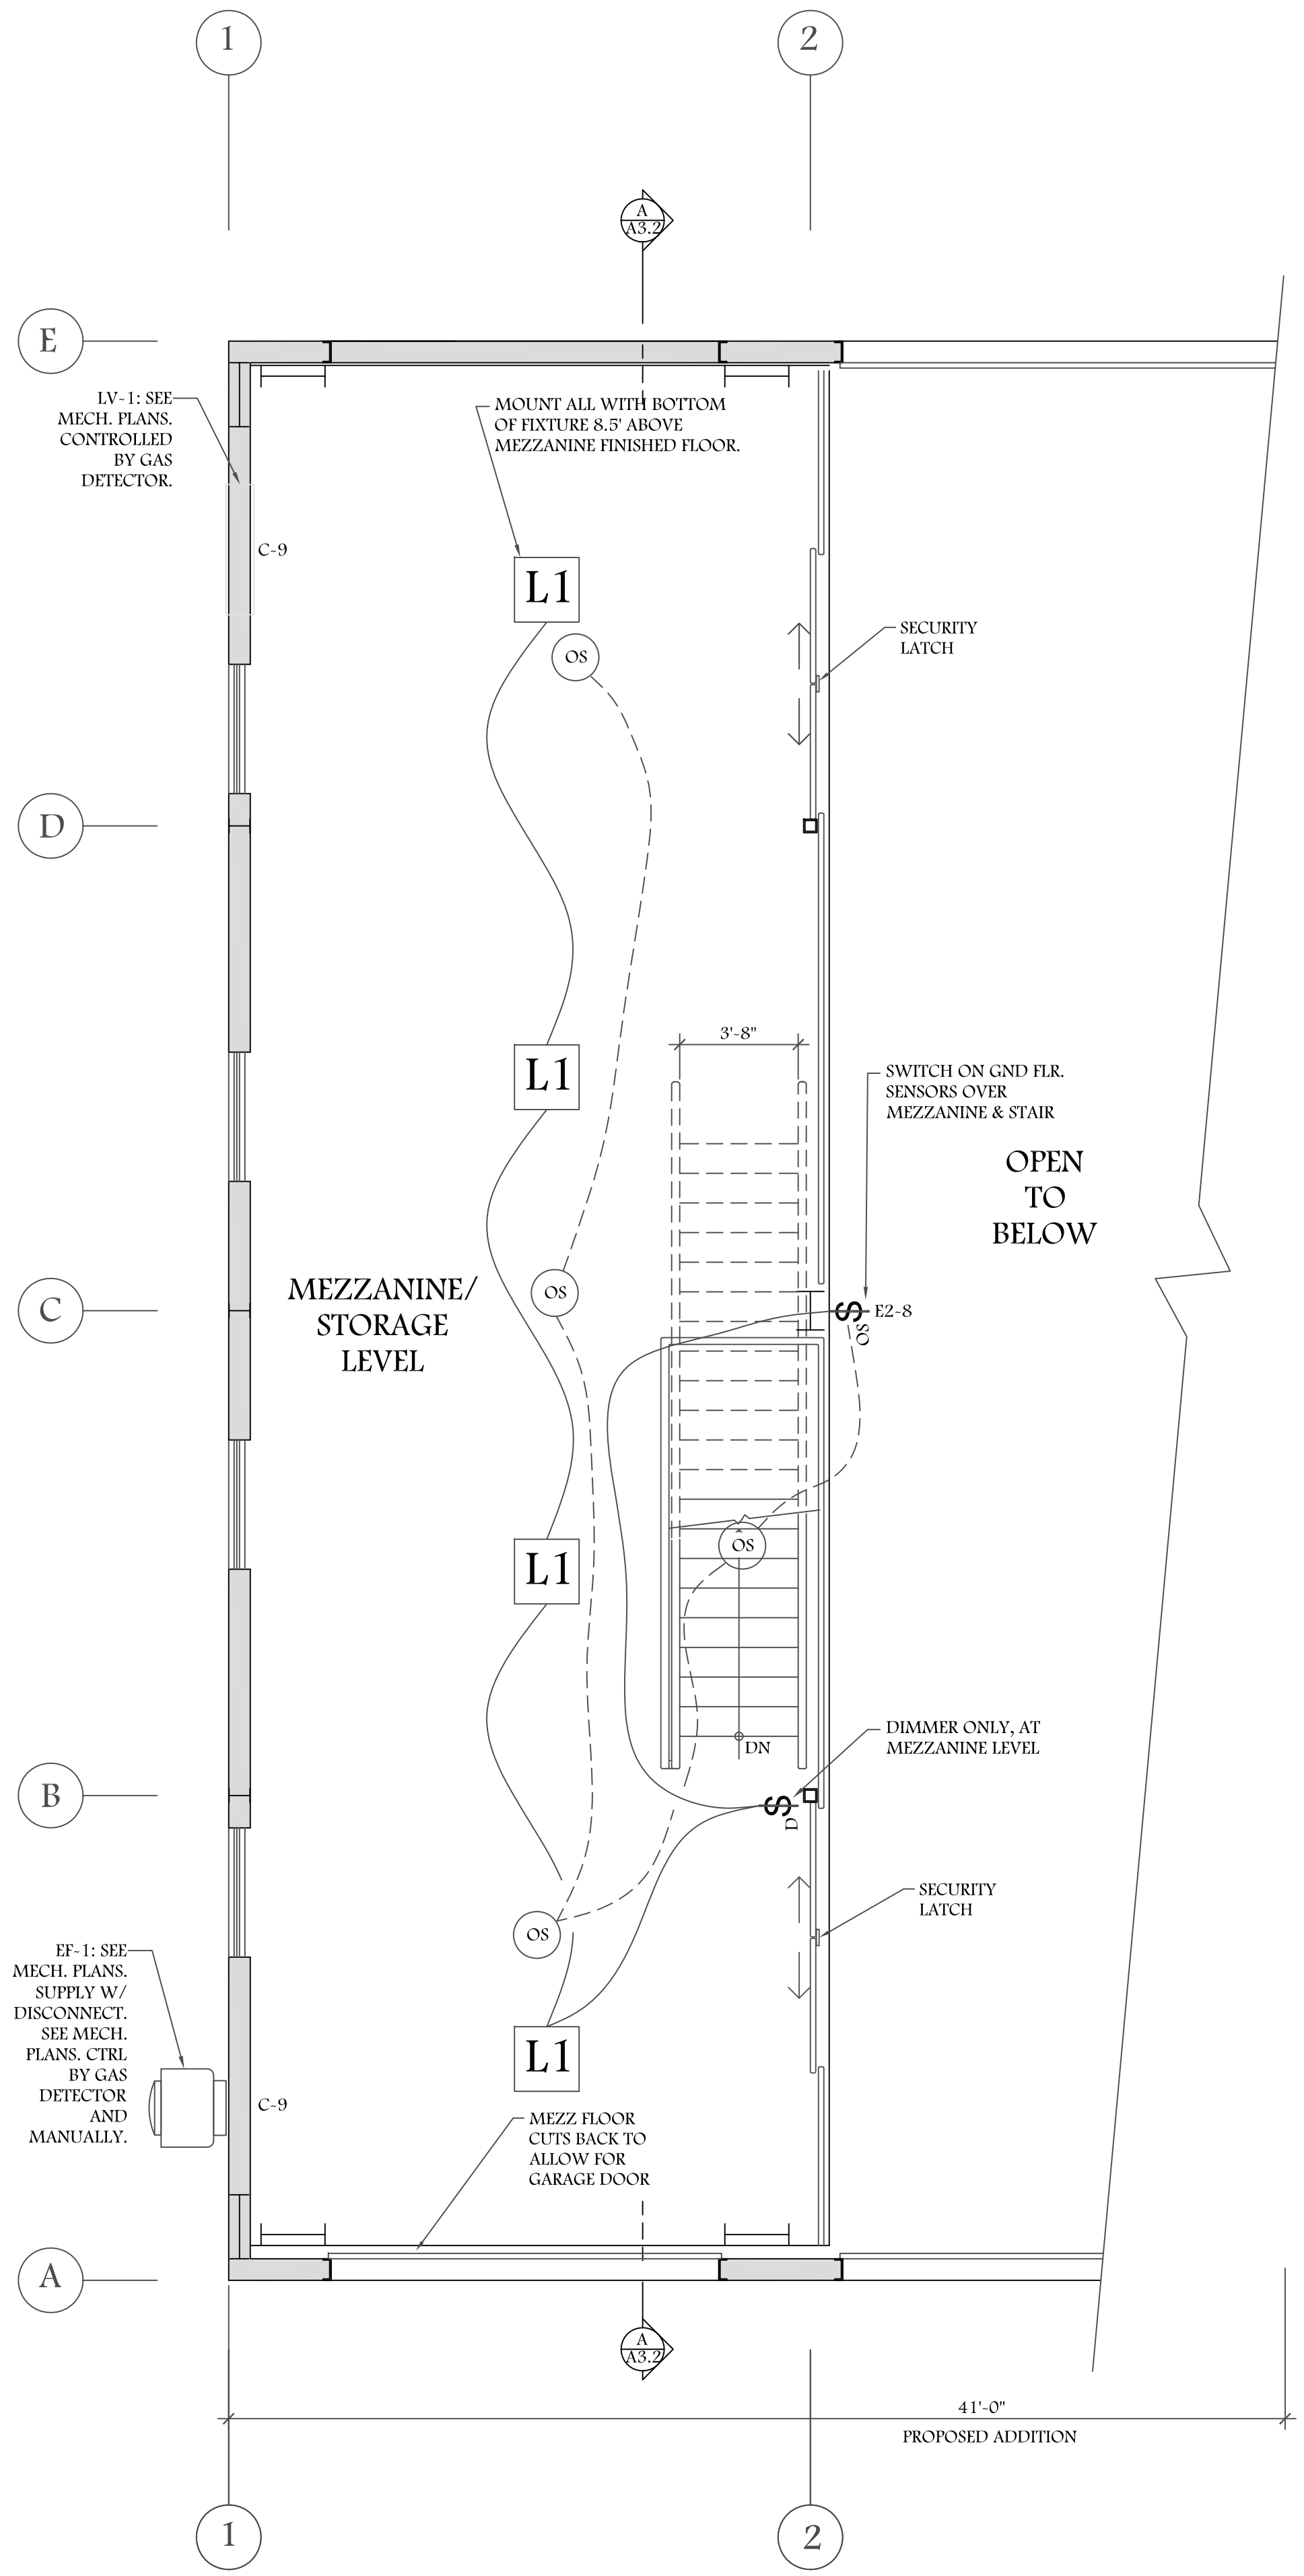 1
2
A
A3.2
E
LV-1: SEE
MECH. PLANS.
CONTROLLED
BY GAS
DETECTOR.
MOUNT ALL WITH BOTTOM
OF FIXTURE 8.5' ABOVE
MEZZANINE FINISHED FLOOR.
C-9
L1
OS
SECURITY
LATCH
D
3'-8"
L1
SWITCH ON GND FLR.
SENSORS OVER
MEZZANINE & STAIR
OPEN
TO
BELOW
MEZZANINE/
STORAGE
LEVEL
OS
C
$
OS
E2-8
OS
L1
DN
DIMMER ONLY, AT
MEZZANINE LEVEL
B
$
D
SECURITY
LATCH
OS
EF-1: SEE
MECH. PLANS.
SUPPLY W/
DISCONNECT.
SEE MECH.
PLANS. CTRL
BY GAS
DETECTOR
AND
MANUALLY.
L1
C-9
MEZZ FLOOR
CUTS BACK TO
ALLOW FOR
GARAGE DOOR
A
A
A3.2
41'-0"
PROPOSED ADDITION
1
2